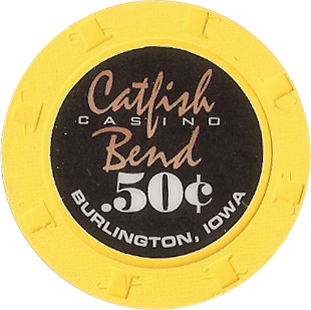 Catfish
CASINO
Bend
.50¢
BURLINGTON, IOWA